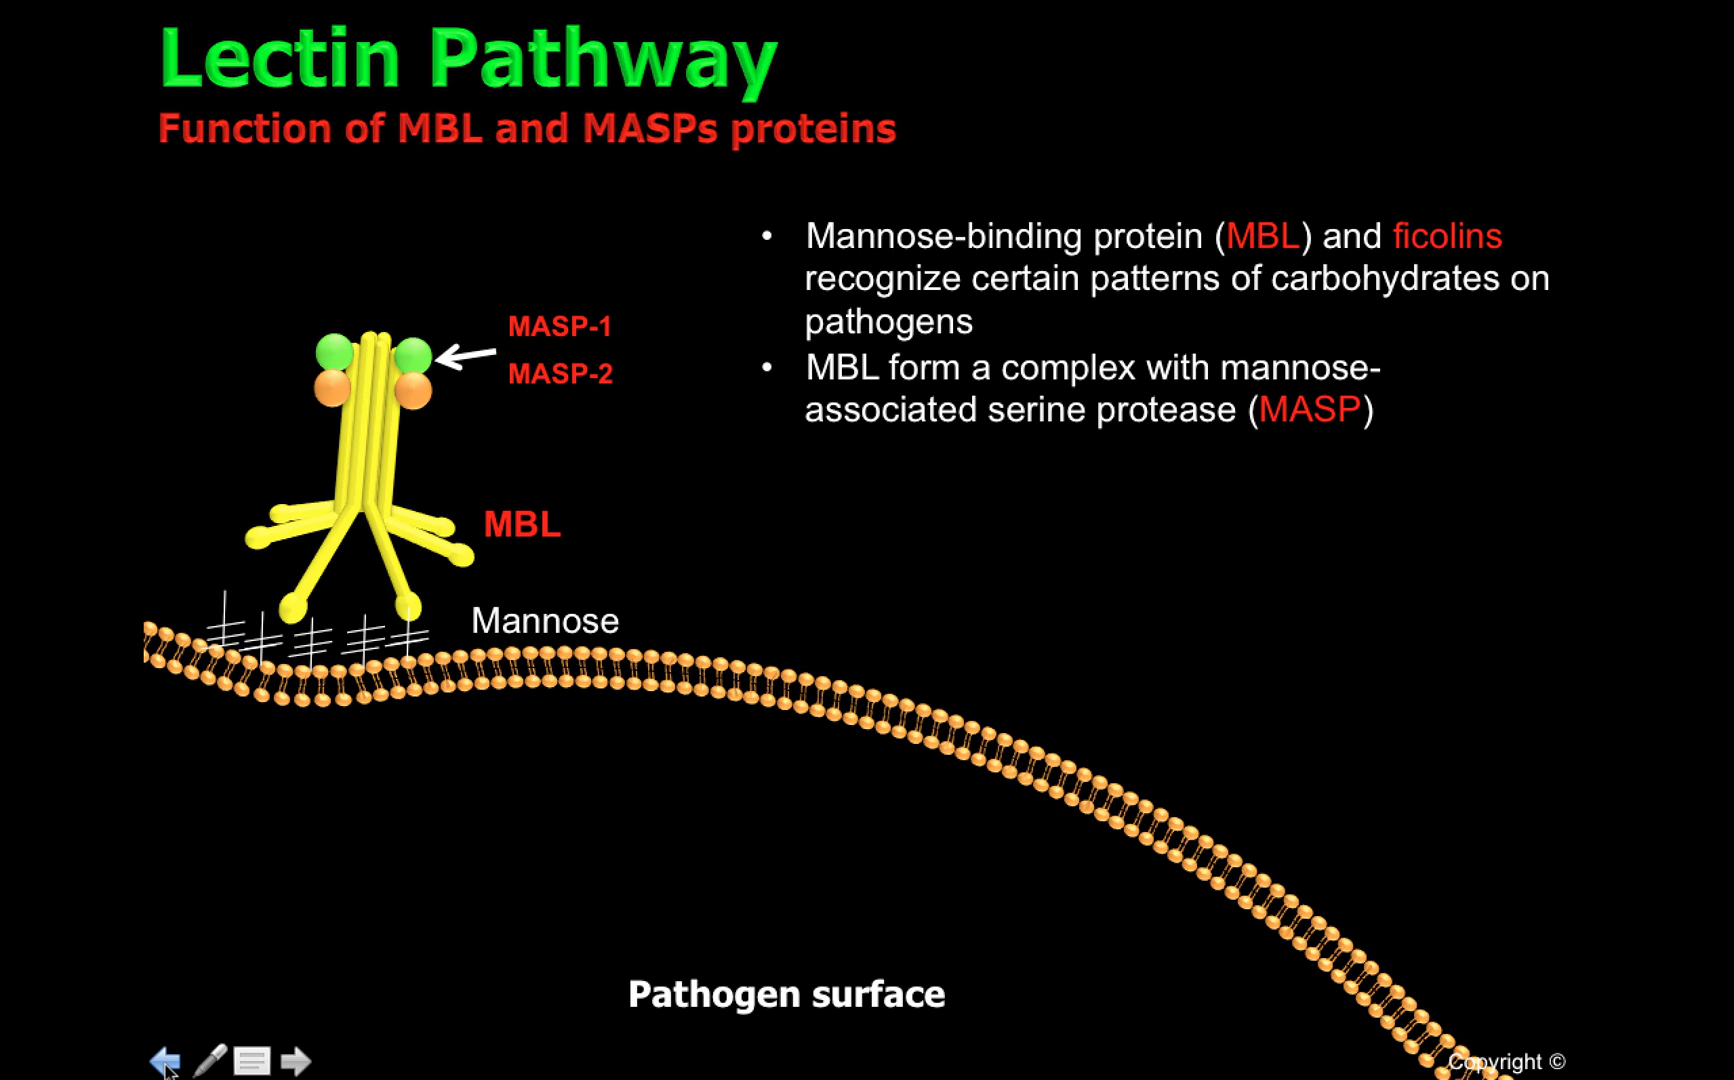 Lectin Pathway
Function of MBL and MASPs proteins
• Mannose-binding protein (MBL) and ficolins
recognize certain patterns of carbohydrates on
pathogens
• MBL form a complex with mannose-
associated serine protease (MASP)
MASP-1
MASP-2
MBL
Mannose
Pathogen surface
Copyright ©